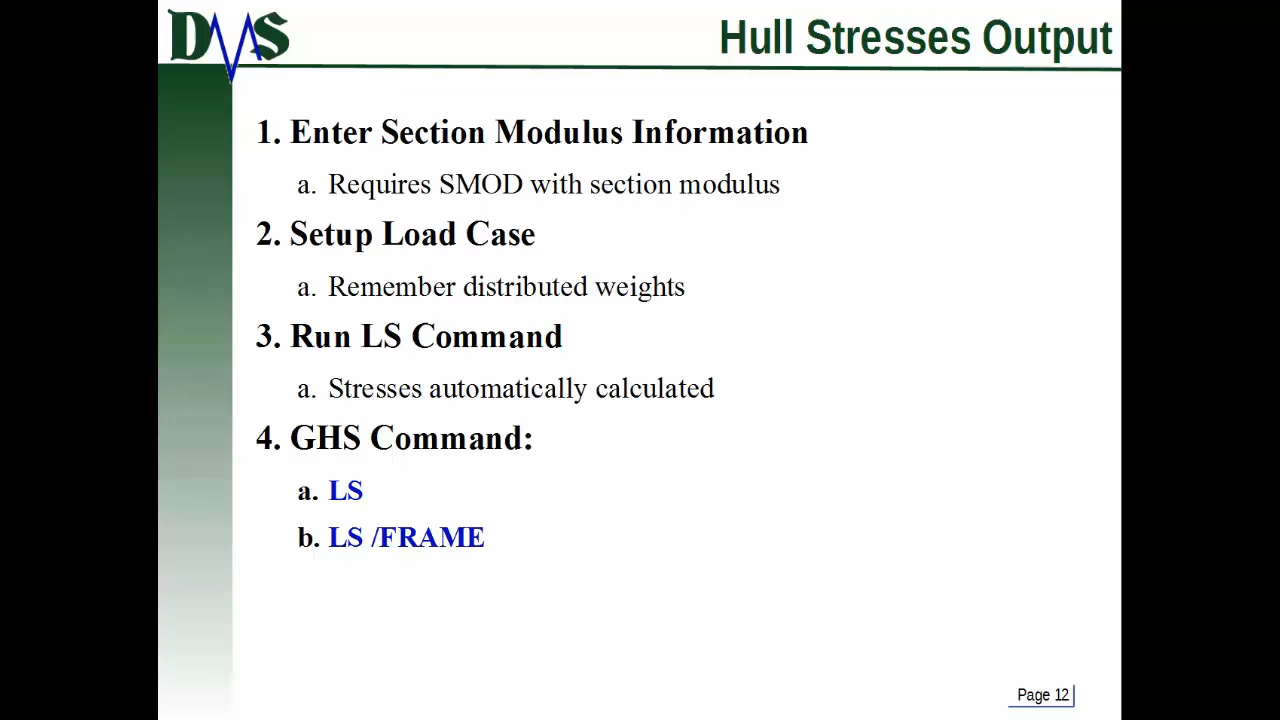 DMS
Hull Stresses Output
1. Enter Section Modulus Information
a. Requires SMOD with section modulus
2. Setup Load Case
a. Remember distributed weights
3. Run LS Command
a. Stresses automatically calculated
4. GHS Command:
a. LS
b. LS /FRAME
Page 12